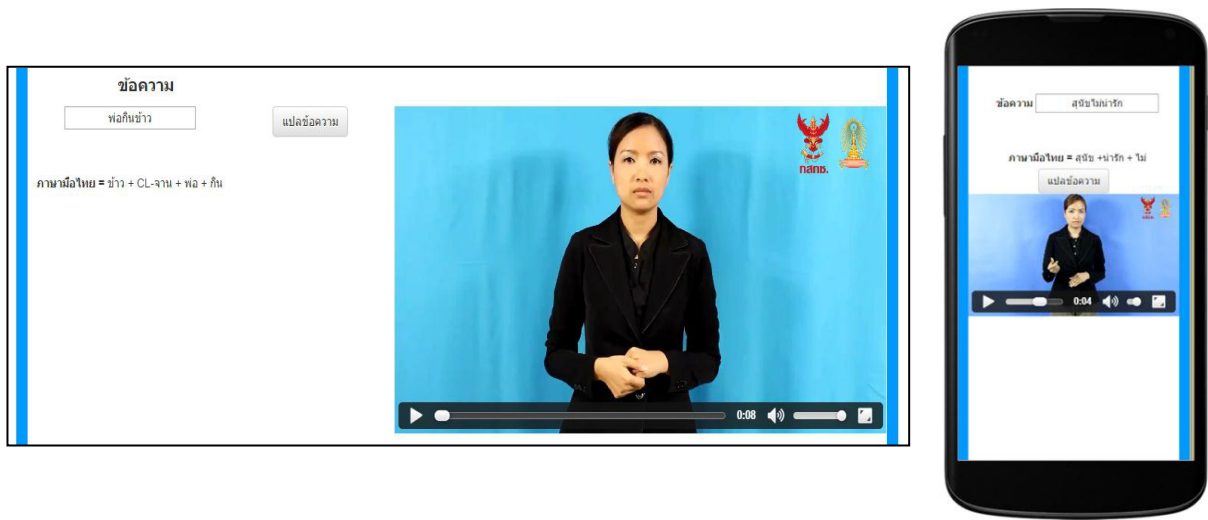 ข้อความ
พ่อกินข้าว
แปลข้อความ
ภาษามือไทย = ข้าว + CL-จาน + พ่อ + กิน
กสทช.
0:08
ข้อความ สุนัขไม่น่ารัก
ภาษามือไทย = สุนัข +น่ารัก + ไม่
แปลข้อความ
กสทช.
0:04